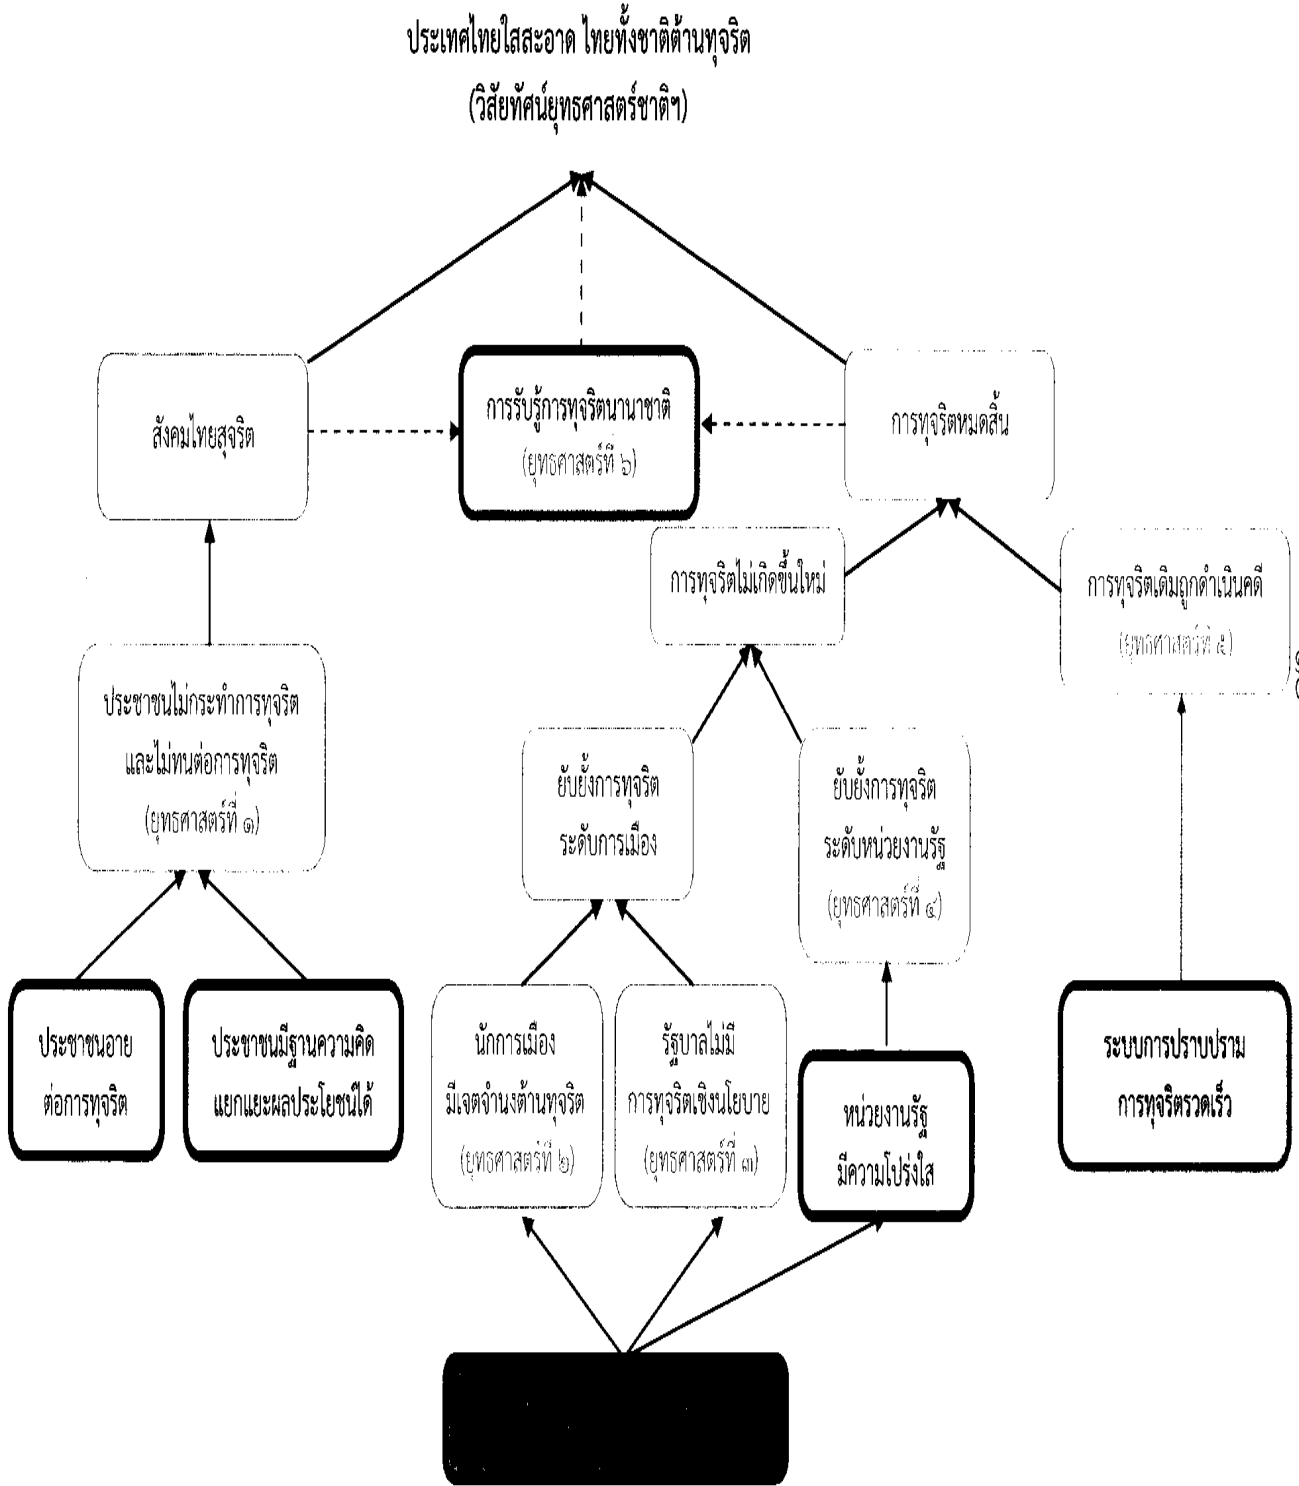 ประเทศไทยใสสะอาด ไทยทั้งชาติต้านทุจริต
(วิสัยทัศน์ยุทธศาสตร์ชาติฯ)
สังคมไทยสุจริต
การรับรู้การทุจริตนานาชาติ
(ยุทธศาสตร์ที่ ๖)
การทุจริตหมดสิ้น
การทุจริตไม่เกิดขึ้นใหม่
การทุจริตเดิมถูกดำเนินคดี
(ยุทธศาสตร์ที่ ๕)
ประชาชนไม่กระทำการทุจริต
และไม่ทนต่อการทุจริต
(ยุทธศาสตร์ที่ ๑)
ยับยั้งการทุจริต
ระดับการเมือง
ยับยั้งการทุจริต
ระดับหน่วยงานรัฐ
(ยุทธศาสตร์ที่ ๔)
ประชาชนอาย
ต่อการทุจริต
ประชาชนมีฐานความคิด
แยกแยะผลประโยชน์ได้
นักการเมือง
มีเจตจำนงต้านทุจริต
(ยุทธศาสตร์ที่ ๒)
รัฐบาลไม่มี
การทุจริตเชิงนโยบาย
(ยุทธศาสตร์ที่ ๓)
หน่วยงานรัฐ
มีความโปร่งใส
ระบบการปราบปราม
การทุจริตรวดเร็ว